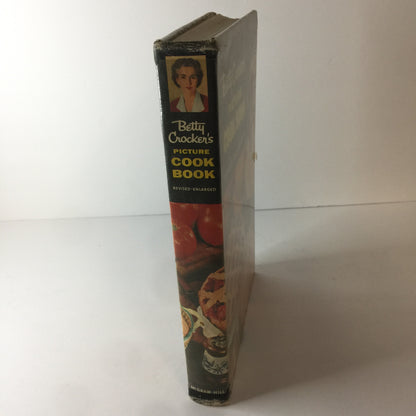 Betty
Crocker's
PICTURE
COOK
BOOK
REVISED • ENLARGED
McGRAW-HILL